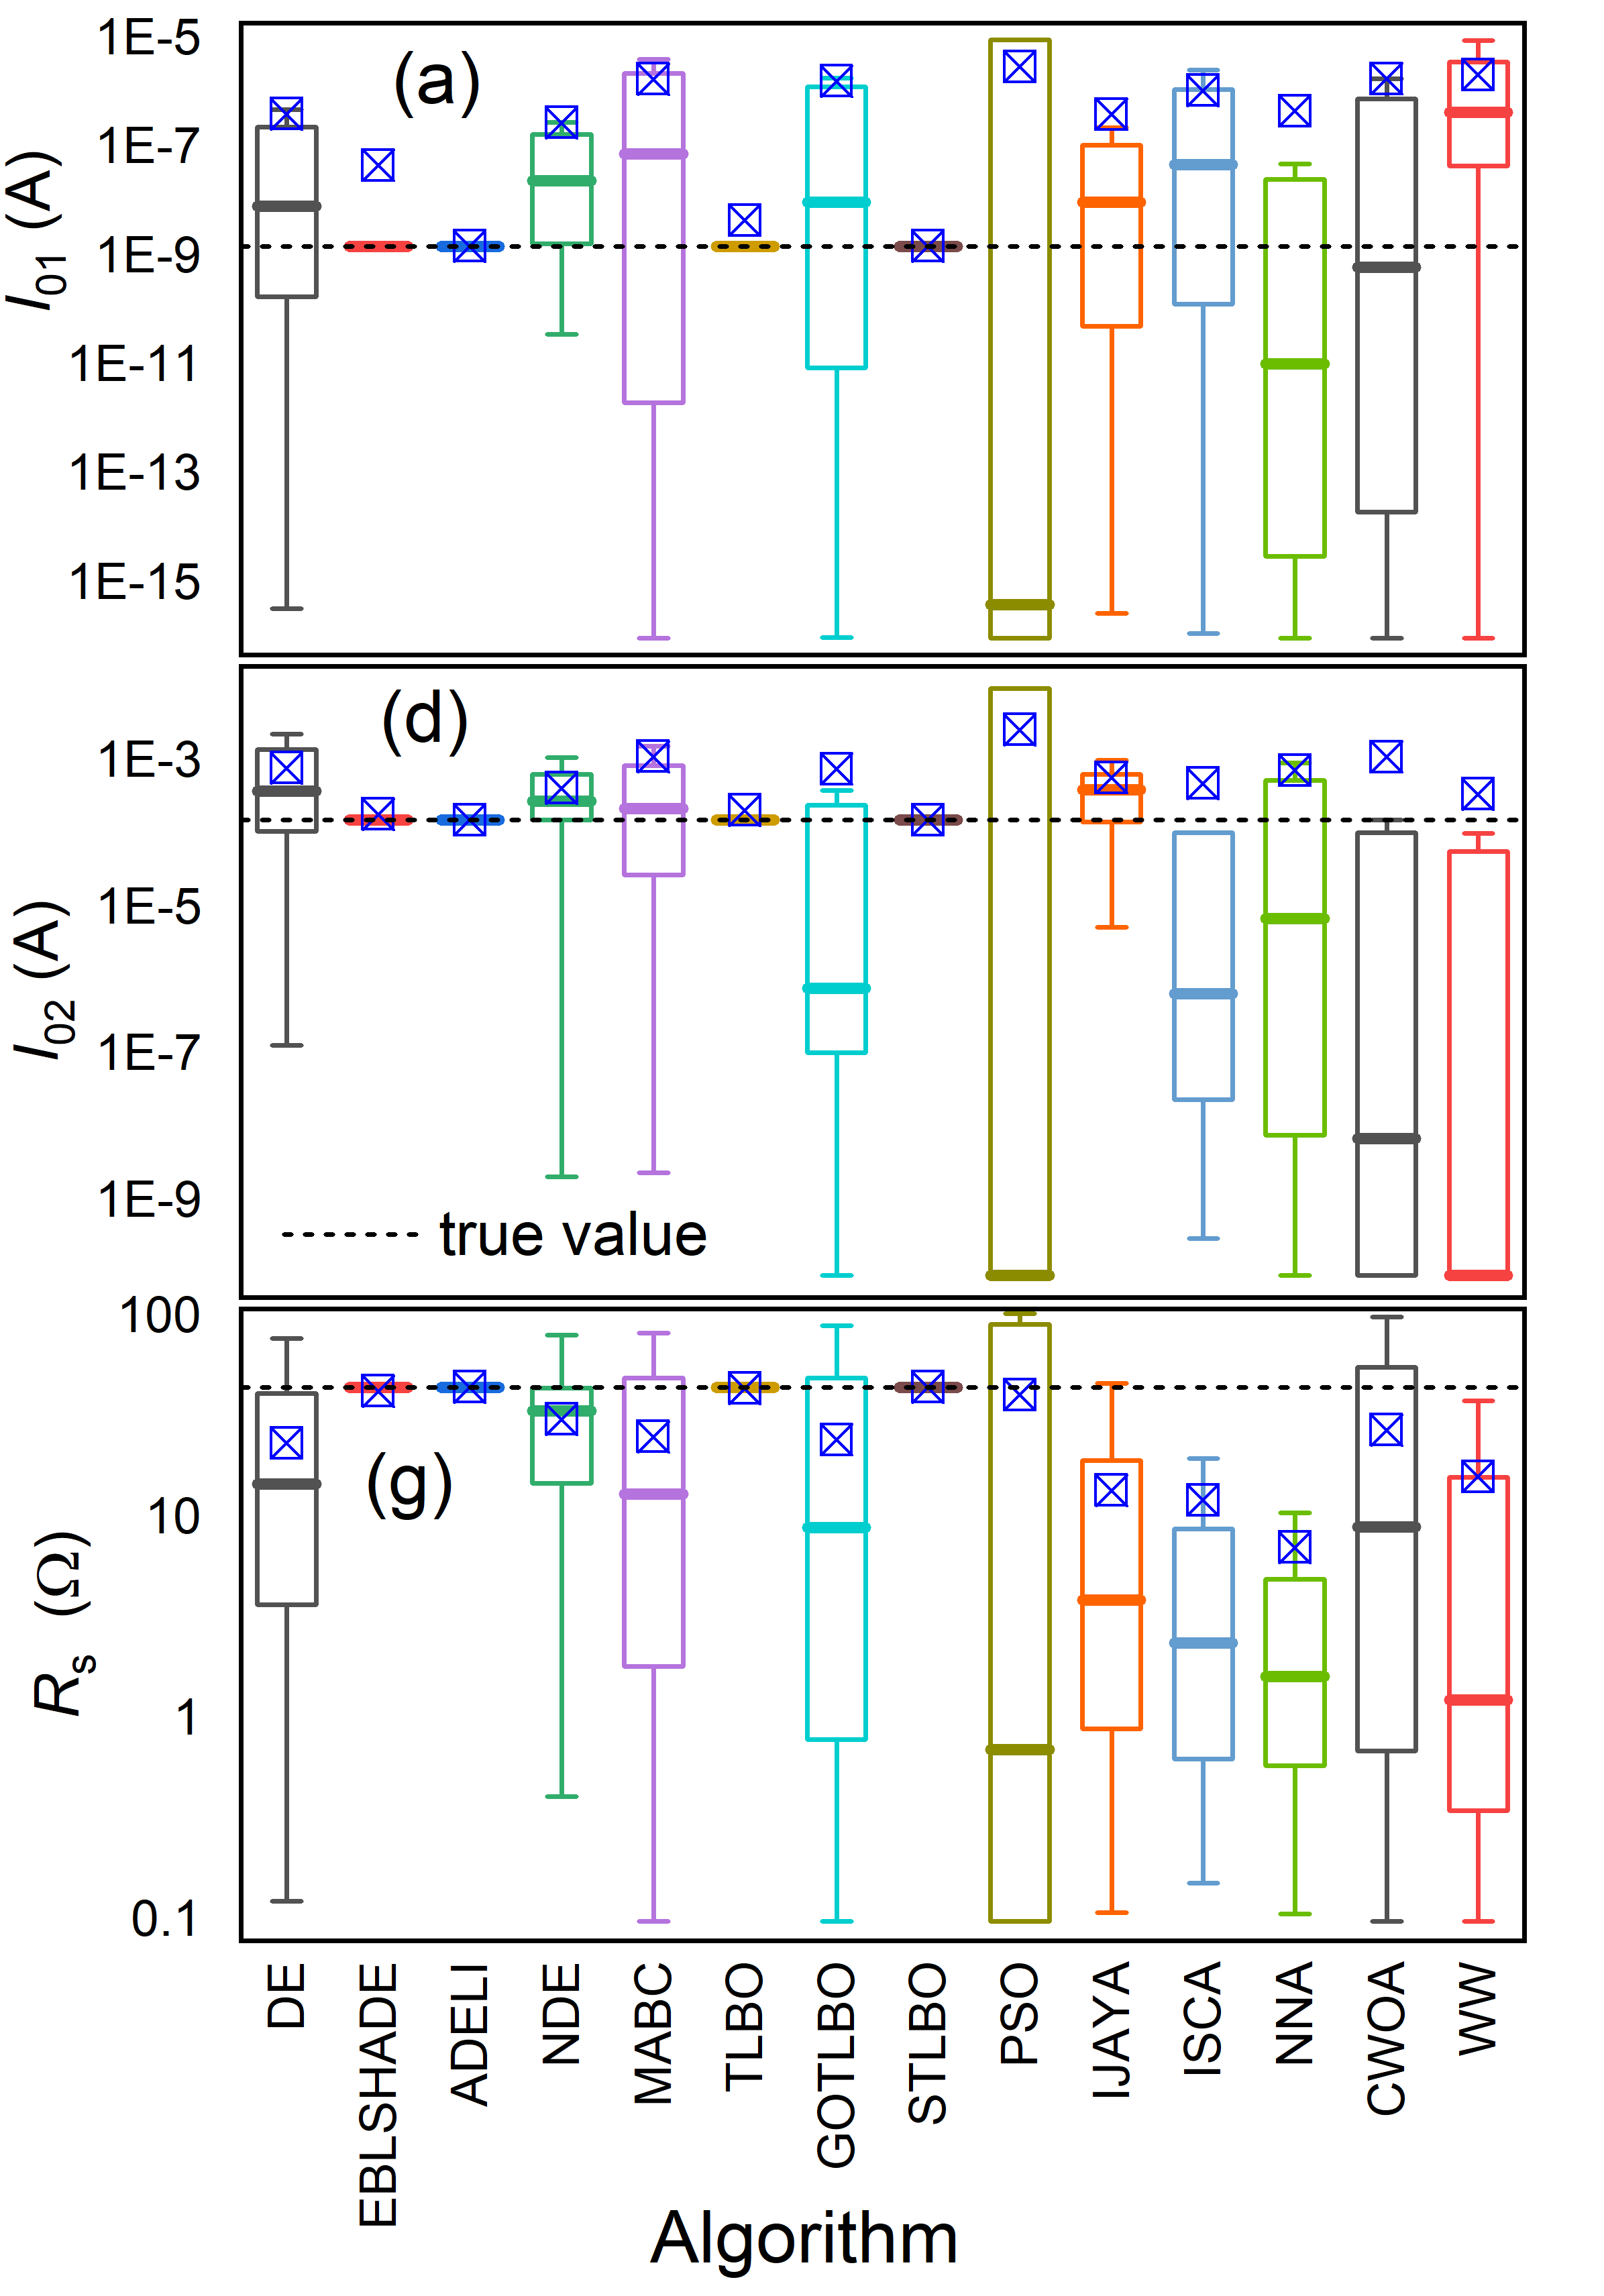 (a)
I01 (A)
1E-5
1E-7
1E-9
1E-11
1E-13
1E-15
(d)
I02 (A)
1E-3
1E-5
1E-7
1E-9
true value
(g)
Rs (Ω)
100
10
1
0.1
DE
EBLSHADE
ADELI
NDE
MABC
TLBO
GOTLBO
STLBO
PSO
IJAYA
ISCA
NNA
CWOA
WW
Algorithm